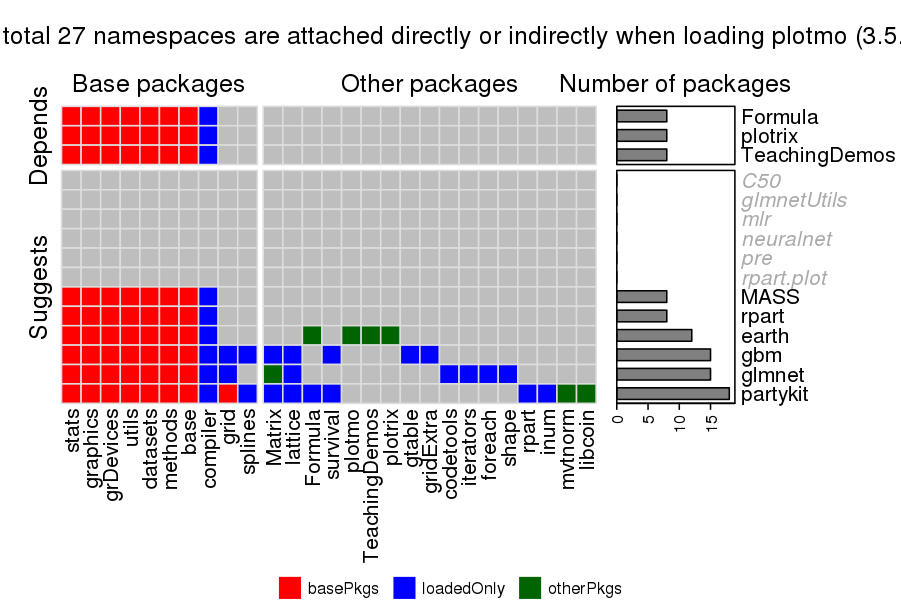 total 27 namespaces are attached directly or indirectly when loading plotmo (3.5.
Base packages
Other packages
Number of packages
Depends
Formula
plotrix
TeachingDemos
Suggests
C50
glmnetUtils
mlr
neuralnet
pre
rpart.plot
MASS
rpart
earth
gbm
glmnet
partykit
0
5
10
15
stats
graphics
grDevices
utils
datasets
methods
base
compiler
grid
splines
Matrix
lattice
Formula
survival
plotmo
TeachingDemos
plotrix
gtable
gridExtra
codetools
iterators
foreach
shape
rpart
inum
mvtnorm
libcoin
basePkgs
loadedOnly
otherPkgs